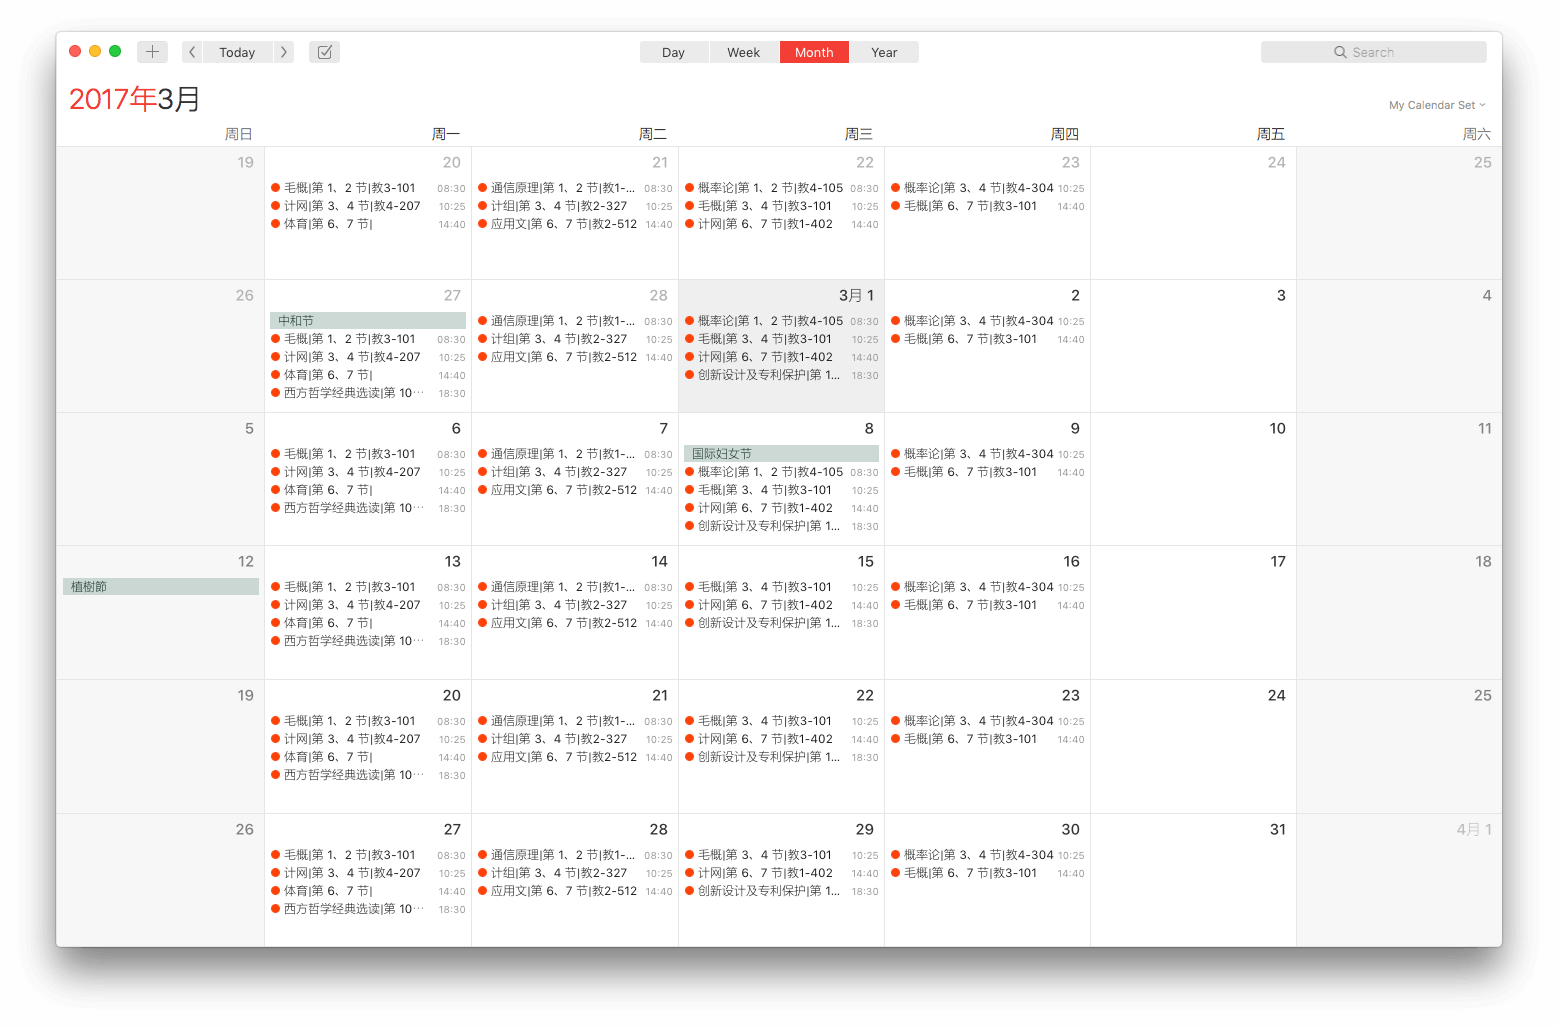 Today
Day Week Month Year
Search
2017年3月
My Calendar Set
周日 周一 周二 周三 周四 周五 周六
19 20 21 22 23 24 25
毛概|第 1、2 节|教3-101 08:30 通信原理|第 1、2 节|教1-... 08:30 概率论|第 1、2 节|教4-105 08:30 概率论|第 3、4 节|教4-304 10:25
计网|第 3、4 节|教4-207 10:25 计组|第 3、4 节|教2-327 10:25 毛概|第 3、4 节|教3-101 10:25 毛概|第 6、7 节|教3-101 14:40
体育|第 6、7 节| 14:40 应用文|第 6、7 节|教2-512 14:40 计网|第 6、7 节|教1-402 14:40
26 27 28 3月 1 2 3 4
中和节 通信原理|第 1、2 节|教1-... 08:30 概率论|第 1、2 节|教4-105 08:30 概率论|第 3、4 节|教4-304 10:25
毛概|第 1、2 节|教3-101 08:30 计组|第 3、4 节|教2-327 10:25 毛概|第 3、4 节|教3-101 10:25 毛概|第 6、7 节|教3-101 14:40
计网|第 3、4 节|教4-207 10:25 应用文|第 6、7 节|教2-512 14:40 计网|第 6、7 节|教1-402 14:40
体育|第 6、7 节| 14:40 创新设计及专利保护|第 1... 18:30
西方哲学经典选读|第 10... 18:30
5 6 7 8 9 10 11
毛概|第 1、2 节|教3-101 08:30 通信原理|第 1、2 节|教1-... 08:30 国际妇女节 概率论|第 3、4 节|教4-304 10:25
计网|第 3、4 节|教4-207 10:25 计组|第 3、4 节|教2-327 10:25 概率论|第 1、2 节|教4-105 08:30 毛概|第 6、7 节|教3-101 14:40
体育|第 6、7 节| 14:40 应用文|第 6、7 节|教2-512 14:40 毛概|第 3、4 节|教3-101 10:25
西方哲学经典选读|第 10... 18:30 计网|第 6、7 节|教1-402 14:40
创新设计及专利保护|第 1... 18:30
12 13 14 15 16 17 18
植樹節 毛概|第 1、2 节|教3-101 08:30 通信原理|第 1、2 节|教1-... 08:30 毛概|第 3、4 节|教3-101 10:25 概率论|第 3、4 节|教4-304 10:25
计网|第 3、4 节|教4-207 10:25 计组|第 3、4 节|教2-327 10:25 计网|第 6、7 节|教1-402 14:40 毛概|第 6、7 节|教3-101 14:40
体育|第 6、7 节| 14:40 应用文|第 6、7 节|教2-512 14:40 创新设计及专利保护|第 1... 18:30
西方哲学经典选读|第 10... 18:30
19 20 21 22 23 24 25
毛概|第 1、2 节|教3-101 08:30 通信原理|第 1、2 节|教1-... 08:30 毛概|第 3、4 节|教3-101 10:25 概率论|第 3、4 节|教4-304 10:25
计网|第 3、4 节|教4-207 10:25 计组|第 3、4 节|教2-327 10:25 计网|第 6、7 节|教1-402 14:40 毛概|第 6、7 节|教3-101 14:40
体育|第 6、7 节| 14:40 应用文|第 6、7 节|教2-512 14:40 创新设计及专利保护|第 1... 18:30
西方哲学经典选读|第 10... 18:30
26 27 28 29 30 31 4月 1
毛概|第 1、2 节|教3-101 08:30 通信原理|第 1、2 节|教1-... 08:30 毛概|第 3、4 节|教3-101 10:25 概率论|第 3、4 节|教4-304 10:25
计网|第 3、4 节|教4-207 10:25 计组|第 3、4 节|教2-327 10:25 计网|第 6、7 节|教1-402 14:40 毛概|第 6、7 节|教3-101 14:40
体育|第 6、7 节| 14:40 应用文|第 6、7 节|教2-512 14:40 创新设计及专利保护|第 1... 18:30
西方哲学经典选读|第 10... 18:30